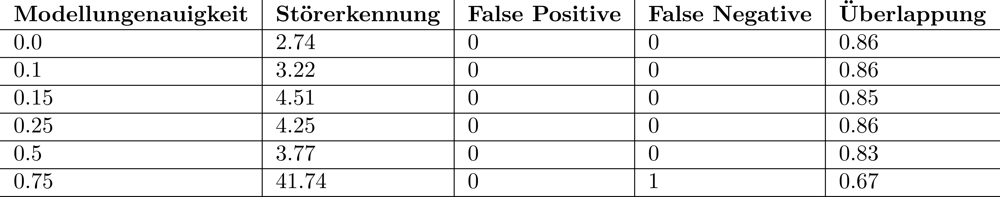 Modellungenauigkeit Störerkennung False Positive False Negative Überlappung
0.0 2.74 0 0 0.86
0.1 3.22 0 0 0.86
0.15 4.51 0 0 0.85
0.25 4.25 0 0 0.86
0.5 3.77 0 0 0.83
0.75 41.74 0 1 0.67